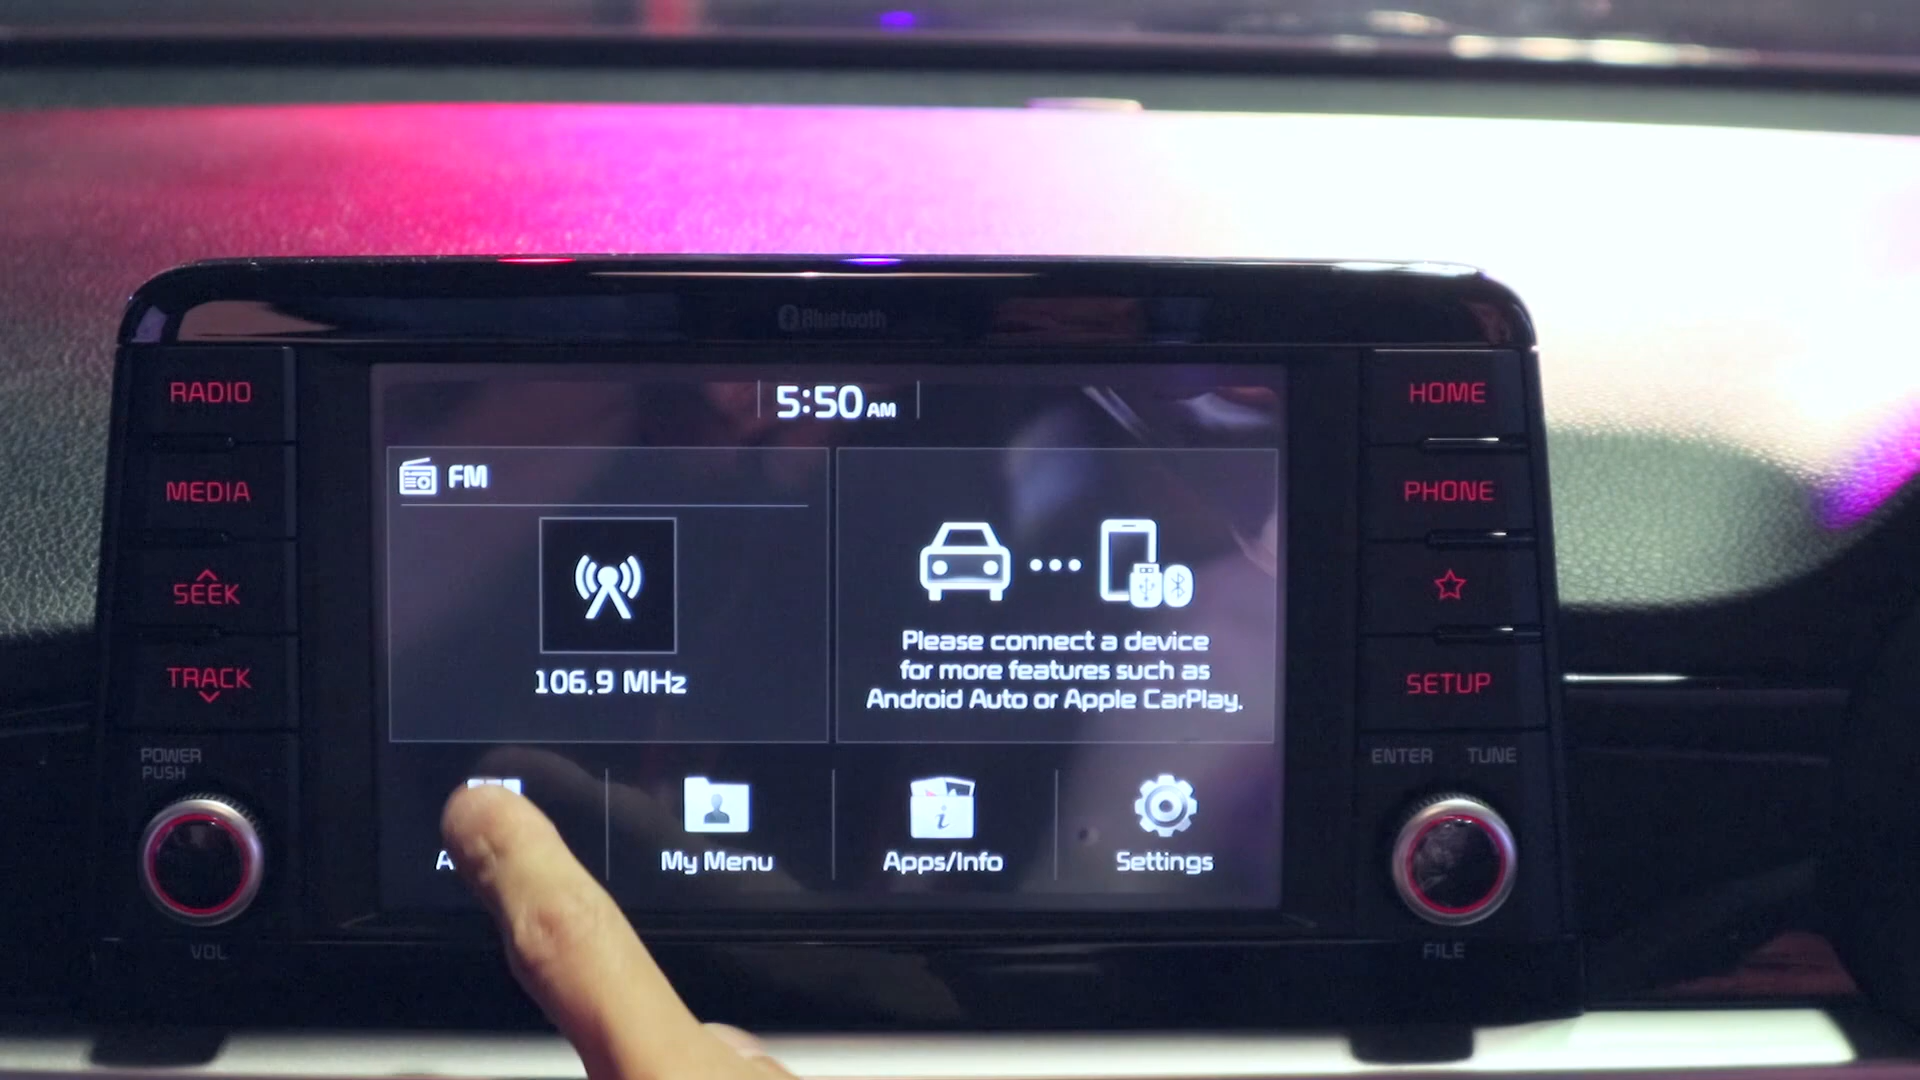 Bluetooth
RADIO
MEDIA
SEEK
TRACK
POWER
PUSH
VOL
5:50 AM
FM
106.9 MHz
Please connect a device
for more features such as
Android Auto or Apple CarPlay.
A
My Menu
Apps/Info
Settings
HOME
PHONE
SETUP
ENTER TUNE
FILE